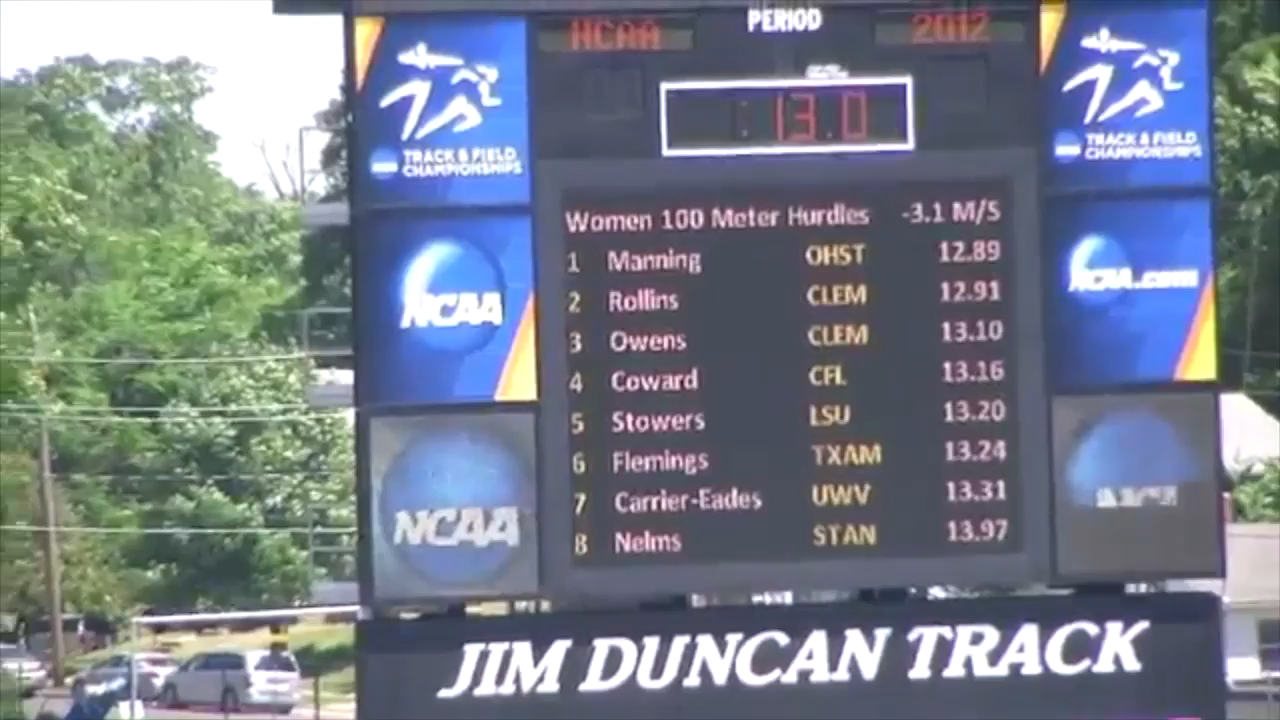 NCAA PERIOD 2012
: 13.0
TRACK & FIELD
CHAMPIONSHIPS
TRACK & FIELD
CHAMPIONSHIPS
NCAA
NCAA.com
NCAA
Women 100 Meter Hurdles -3.1 M/S
1 Manning OHST 12.89
2 Rollins CLEM 12.91
3 Owens CLEM 13.10
4 Coward CFL 13.16
5 Stowers LSU 13.20
6 Flemings TXAM 13.24
7 Carrier-Eades UWV 13.31
8 Nelms STAN 13.97
JIM DUNCAN TRACK